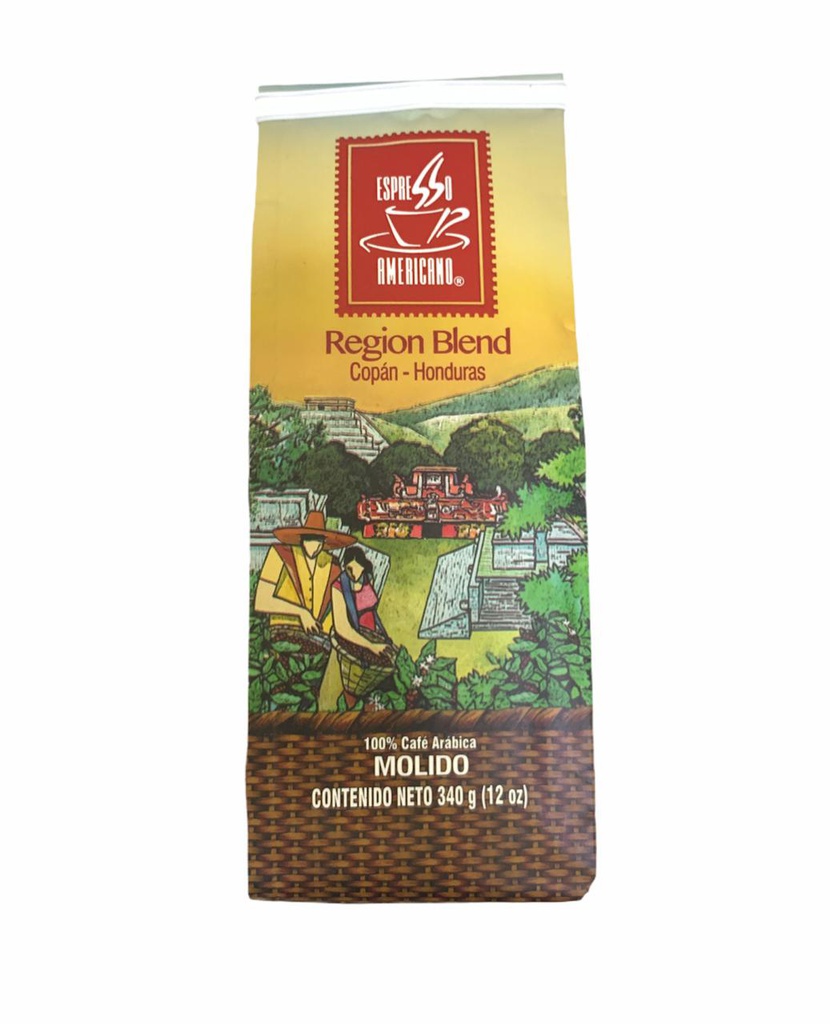 ESPRESSO
AMERICANO®
Region Blend
Copán - Honduras
100% Café Arábica
MOLIDO
CONTENIDO NETO 340 g (12 oz)